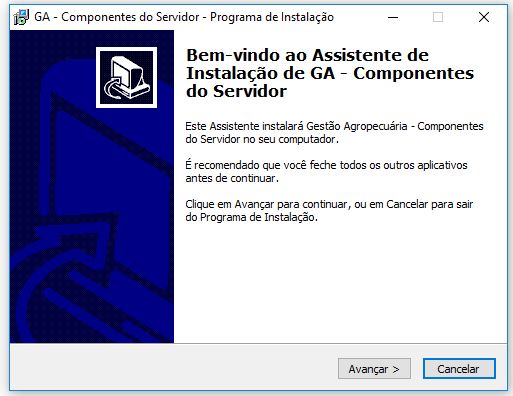 GA - Componentes do Servidor - Programa de Instalação
Bem-vindo ao Assistente de
Instalação de GA - Componentes
do Servidor
Este Assistente instalará Gestão Agropecuária - Componentes
do Servidor no seu computador.
É recomendado que você feche todos os outros aplicativos
antes de continuar.
Clique em Avançar para continuar, ou em Cancelar para sair
do Programa de Instalação.
Avançar >
Cancelar